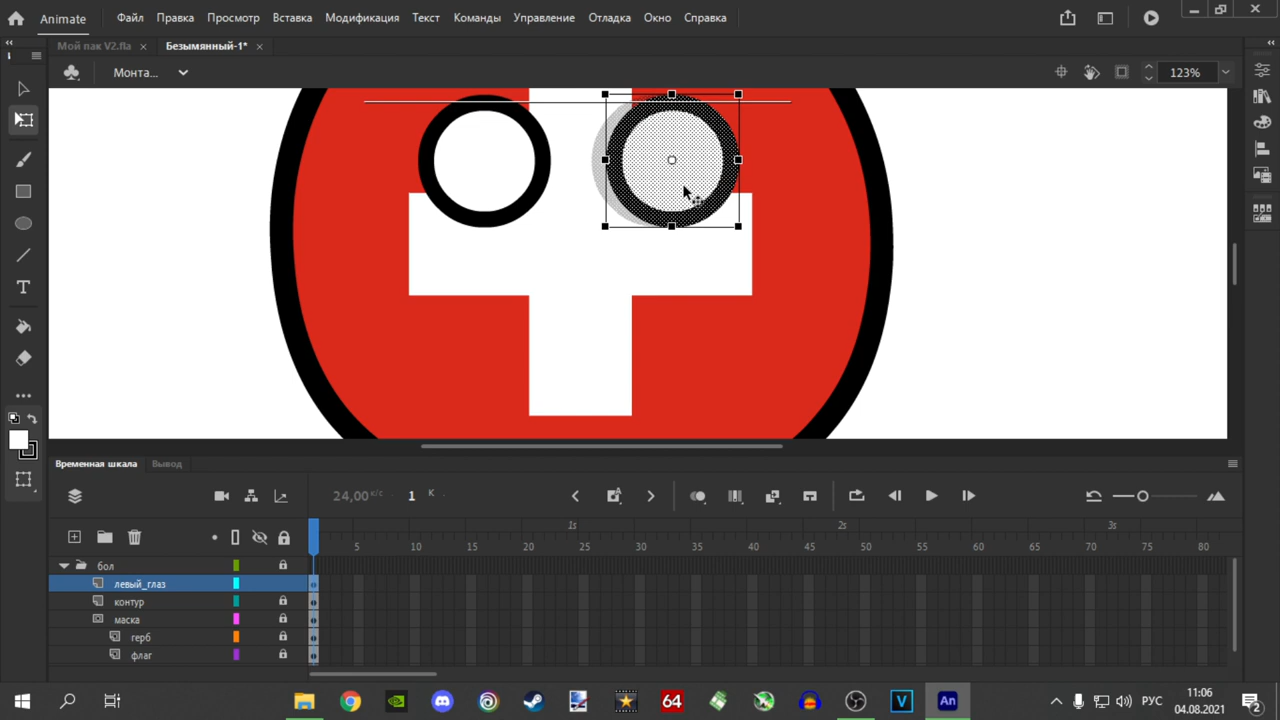 Animate Файл Правка Просмотр Вставка Модификация Текст Команды Управление Отладка Окно Справка
Мой пак V2.fla Безымянный-1*
Монта... 123%
Временная шкала Вывод
24,00 к/с 1 К
1s 2s 3s
5 10 15 20 25 30 35 40 45 50 55 60 65 70 75 80
бол
левый_глаз
контур
маска
герб
флаг
64 V An РУС 11:06
04.08.2021 2